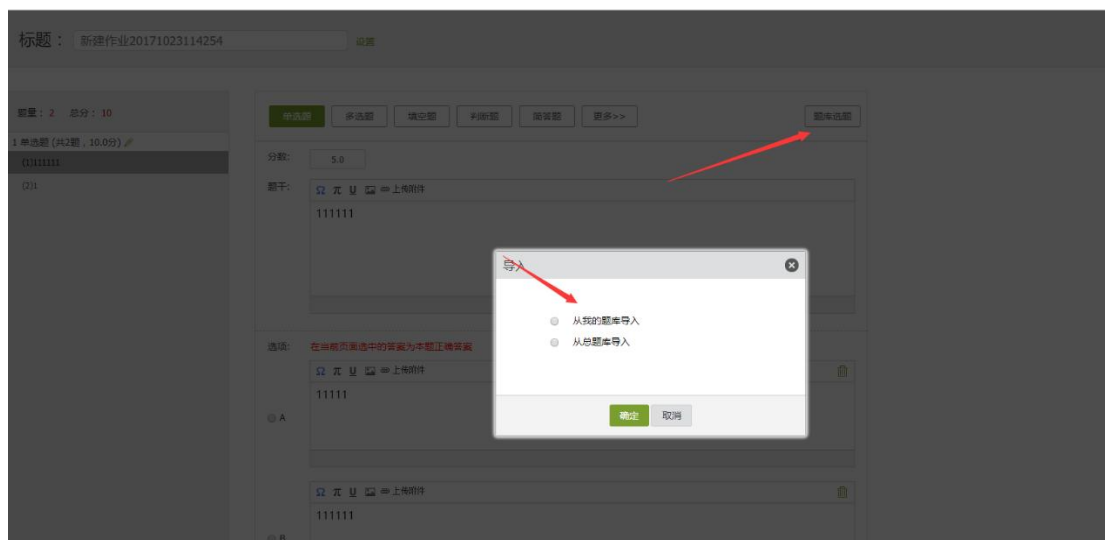 标题： 新建作业20171023114254 设置
题量：2 总分：10
单选题 多选题 填空题 判断题 简答题 更多>> 题库选题
1 单选题 (共2题，10.0分)
(1)111111
(2)1
分数: 5.0
题干: Ω π U 上传附件
111111
导入
从我的题库导入
从总题库导入
确定 取消
选项: 在当前页面选中的答案为本题正确答案
Ω π U 上传附件
11111
A
Ω π U 上传附件
111111
B